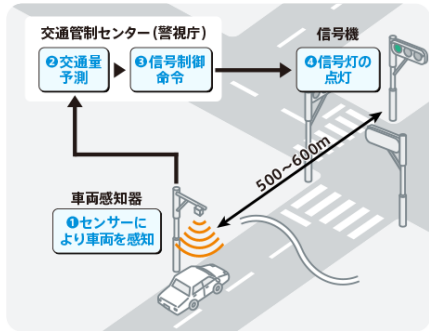 交通管制センター(警視庁)
❷交通量
予測
❸信号制御
命令
信号機
❹信号灯の
点灯
500〜600m
車両感知器
❶センサーに
より車両を感知